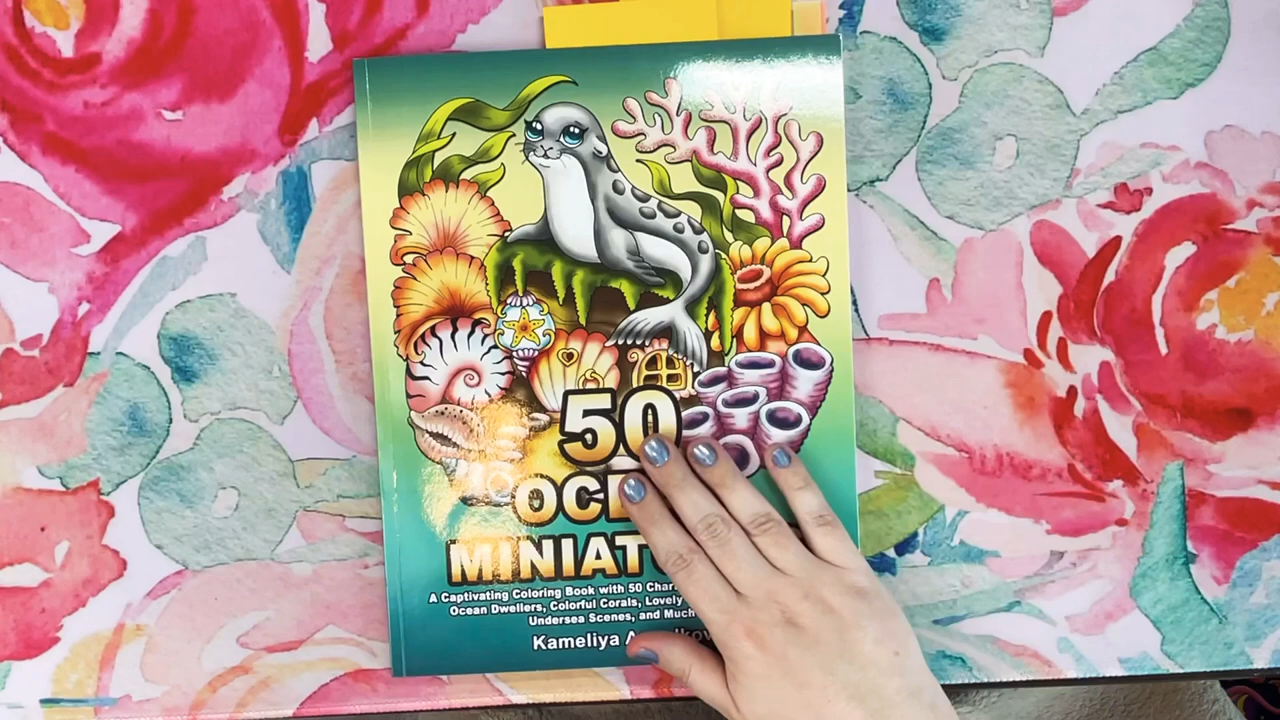 50
OCE
MINIAT
A Captivating Coloring Book with 50 Char
Ocean Dwellers, Colorful Corals, Lovely
Undersea Scenes, and Much
Kameliya A